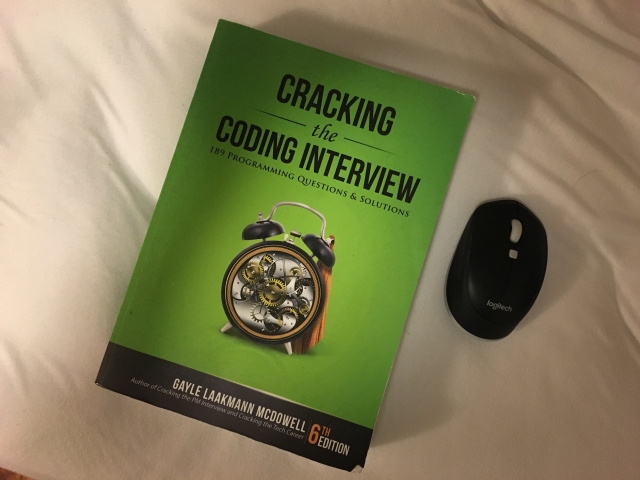 CRACKING
the
CODING INTERVIEW
189 PROGRAMMING QUESTIONS & SOLUTIONS
GAYLE LAAKMANN MCDOWELL
Author of Cracking the PM Interview and Cracking the Tech Career
6TH
EDITION
logitech